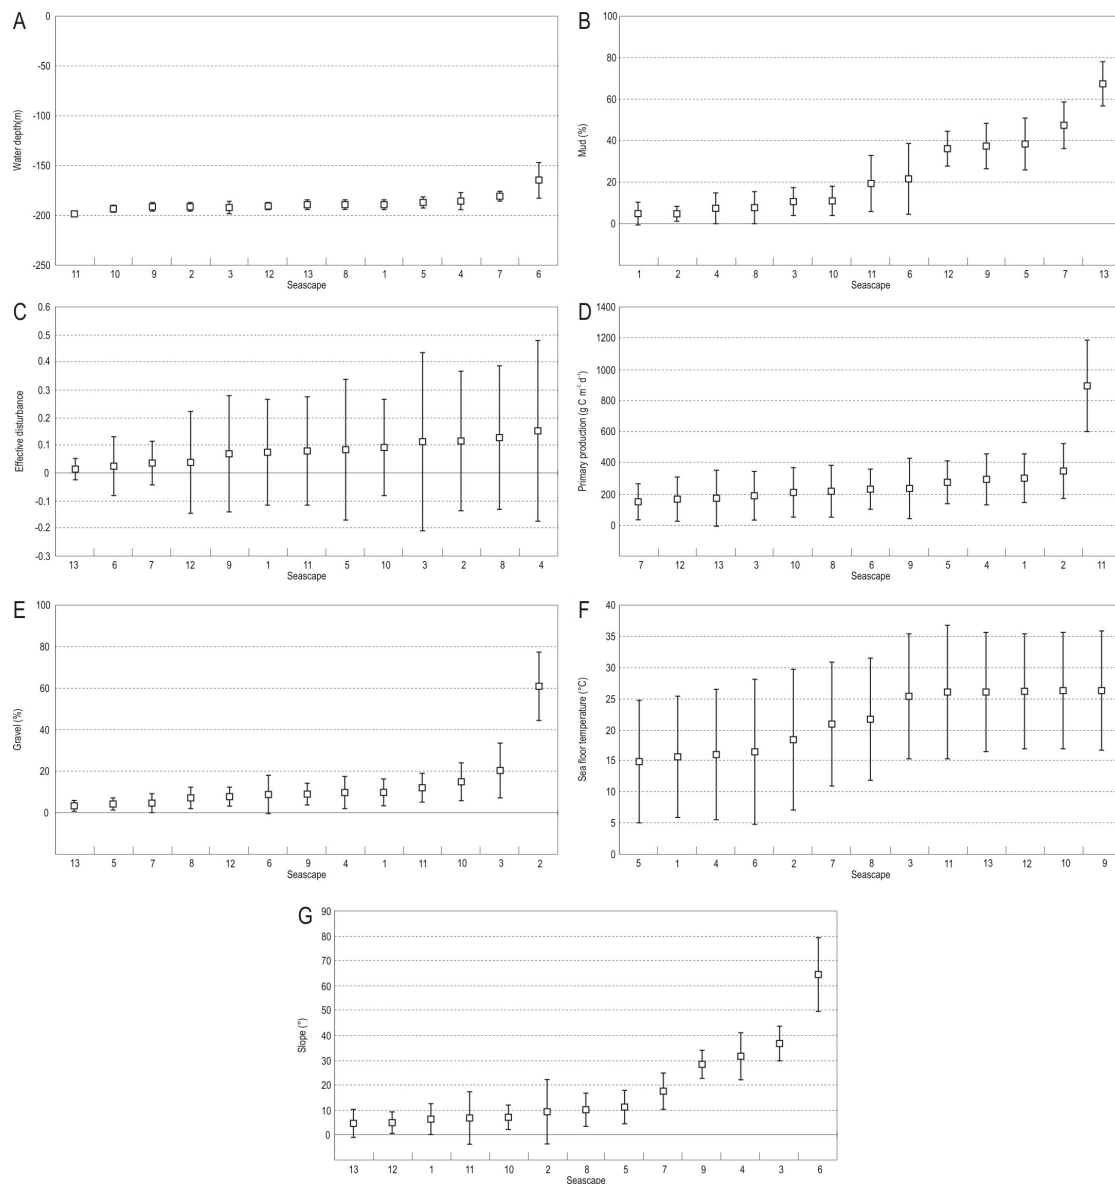 A
0
-50
-100
-150
-200
-250
Water depth(m)
11 10 9 2 3 12 13 8 1 5 4 7 6
Seascape
B
100
80
60
40
20
0
Mud (%)
1 2 4 8 3 10 11 6 12 9 5 7 13
Seascape
C
0.6
0.5
0.4
0.3
0.2
0.1
0
-0.1
-0.2
-0.3
Effective disturbance
13 6 7 12 9 1 11 5 10 3 2 8 4
Seascape
D
1400
1200
1000
800
600
400
200
0
Primary production (g C m⁻² d⁻¹)
7 12 13 3 10 8 6 9 5 4 1 2 11
Seascape
E
100
80
60
40
20
0
Gravel (%)
13 5 7 8 12 6 9 4 1 11 10 3 2
Seascape
F
40
35
30
25
20
15
10
5
0
Sea floor temperature (°C)
5 1 4 6 2 7 8 3 11 13 12 10 9
Seascape
G
90
80
70
60
50
40
30
20
10
0
Slope (°)
13 12 1 11 10 2 8 5 7 9 4 3 6
Seascape